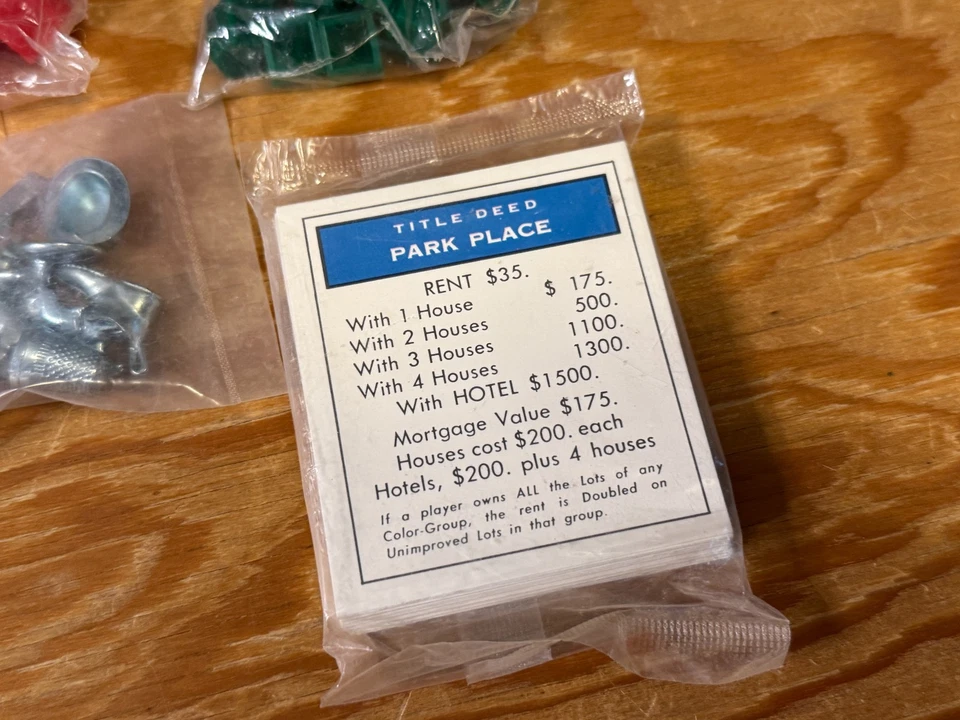 TITLE DEED
PARK PLACE
RENT $35.
With 1 House $ 175.
With 2 Houses 500.
With 3 Houses 1100.
With 4 Houses 1300.
With HOTEL $1500.
Mortgage Value $175.
Houses cost $200. each
Hotels, $200. plus 4 houses
If a player owns ALL the Lots of any
Color-Group, the rent is Doubled on
Unimproved Lots in that group.